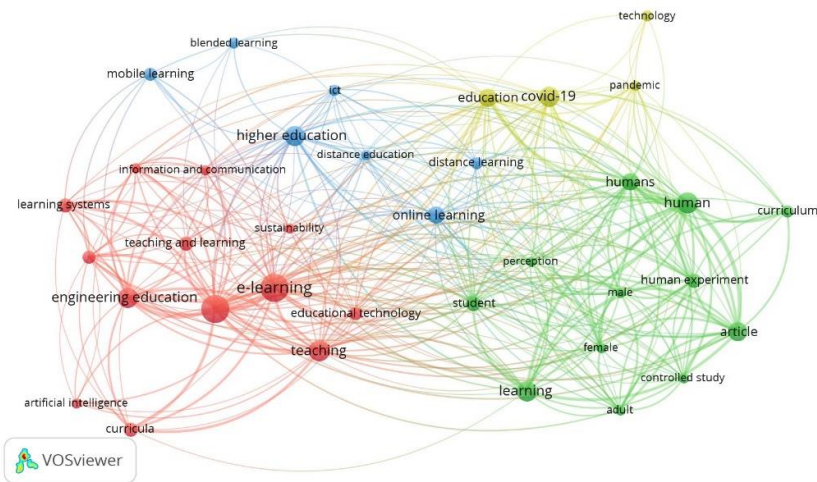 technology
blended learning
mobile learning
pandemic
ict
education
covid-19
higher education
distance education
distance learning
information and communication
humans
human
learning systems
curriculum
online learning
sustainability
teaching and learning
perception
human experiment
e-learning
male
engineering education
student
educational technology
article
teaching
female
controlled study
learning
artificial intelligence
adult
curricula
VOSviewer